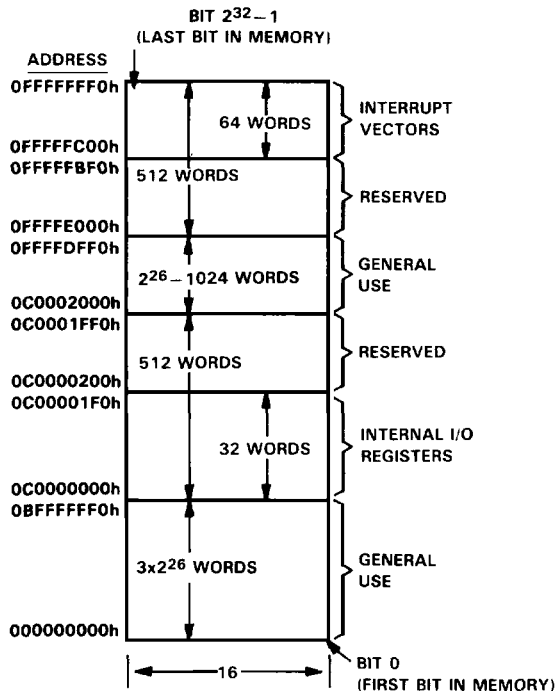 BIT 2³²−1
(LAST BIT IN MEMORY)
ADDRESS
0FFFFFFF0h
64 WORDS
INTERRUPT
VECTORS
0FFFFFC00h
0FFFFFBF0h
512 WORDS
RESERVED
0FFFFE000h
0FFFFDFF0h
2²⁶−1024 WORDS
GENERAL
USE
0C0002000h
0C0001FF0h
512 WORDS
RESERVED
0C0000200h
0C00001F0h
32 WORDS
INTERNAL I/O
REGISTERS
0C0000000h
0BFFFFFF0h
3x2²⁶ WORDS
GENERAL
USE
000000000h
16
BIT 0
(FIRST BIT IN MEMORY)